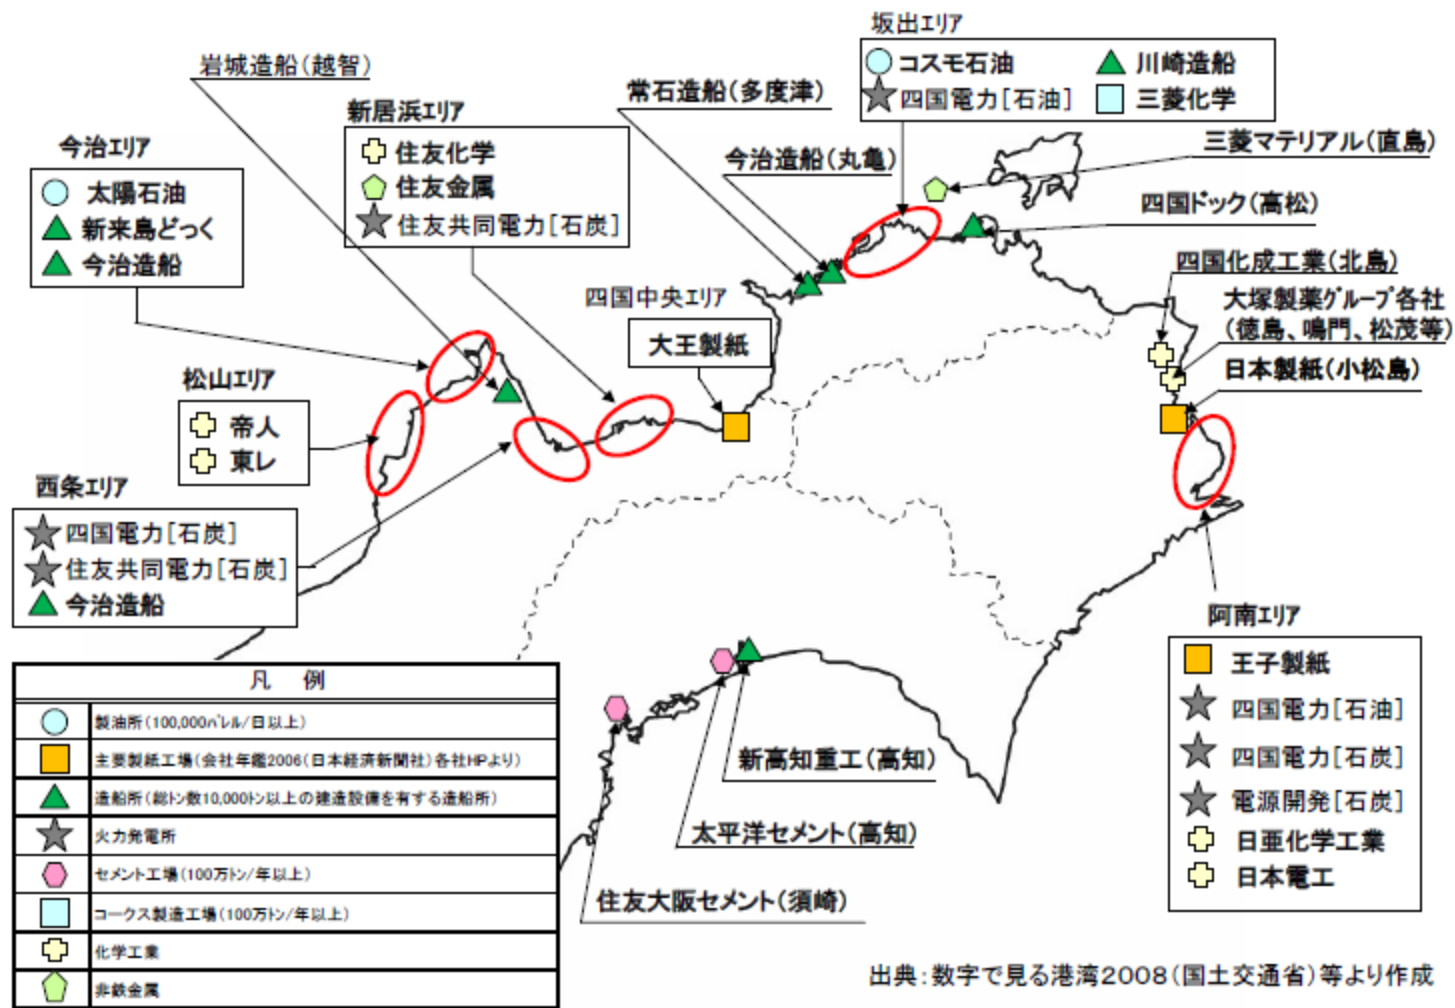 坂出エリア
コスモ石油
川崎造船
四国電力[石油]
三菱化学
岩城造船(越智)
常石造船(多度津)
新居浜エリア
住友化学
住友金属
住友共同電力[石炭]
今治エリア
太陽石油
新来島どっく
今治造船
今治造船(丸亀)
三菱マテリアル(直島)
四国ドック(高松)
四国化成工業(北島)
大塚製薬グループ各社
(徳島、鳴門、松茂等)
日本製紙(小松島)
四国中央エリア
大王製紙
松山エリア
帝人
東レ
西条エリア
四国電力[石炭]
住友共同電力[石炭]
今治造船
阿南エリア
王子製紙
四国電力[石油]
四国電力[石炭]
電源開発[石炭]
日亜化学工業
日本電工
新高知重工(高知)
太平洋セメント(高知)
住友大阪セメント(須崎)
凡 例
製油所(100,000バレル/日以上)
主要製紙工場(会社年鑑2006(日本経済新聞社)各社HPより)
造船所(総トン数10,000トン以上の建造設備を有する造船所)
火力発電所
セメント工場(100万トン/年以上)
コークス製造工場(100万トン/年以上)
化学工業
非鉄金属
出典:数字で見る港湾2008(国土交通省)等より作成